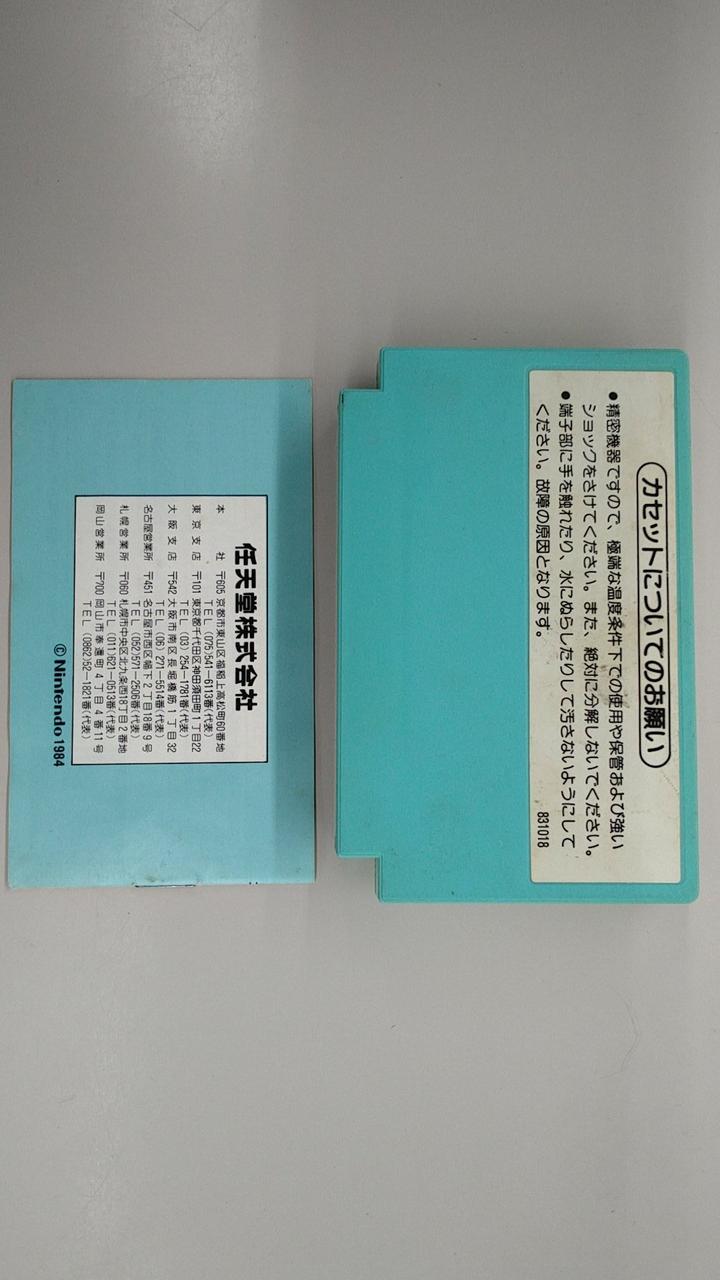 任天堂株式会社
本　社 〒605 京都市東山区福稲上高松町60番地
TEL (075)541-6113番(代表)
東京支店 〒101 東京都千代田区神田須田町1丁目22
TEL (03) 254-1781番(代表)
大阪支店 〒542 大阪市南区長堀橋筋1丁目32
TEL (06) 271-5514番(代表)
名古屋営業所 〒451 名古屋市西区幅下2丁目18番9号
TEL (052)571-2506番(代表)
札幌営業所 〒060 札幌市中央区北九条西18丁目2番地
TEL (011)621-0513番(代表)
岡山営業所 〒700 岡山市奉還町4丁目4番11号
TEL (0862)52-1821番(代表)
©Nintendo 1984
カセットについてのお願い
●精密機器ですので、極端な温度条件下での使用や保管および強い
ショックをさけてください。また、絶対に分解しないでください。
●端子部に手を触れたり、水にぬらしたりして汚さないようにして
ください。故障の原因となります。
831018